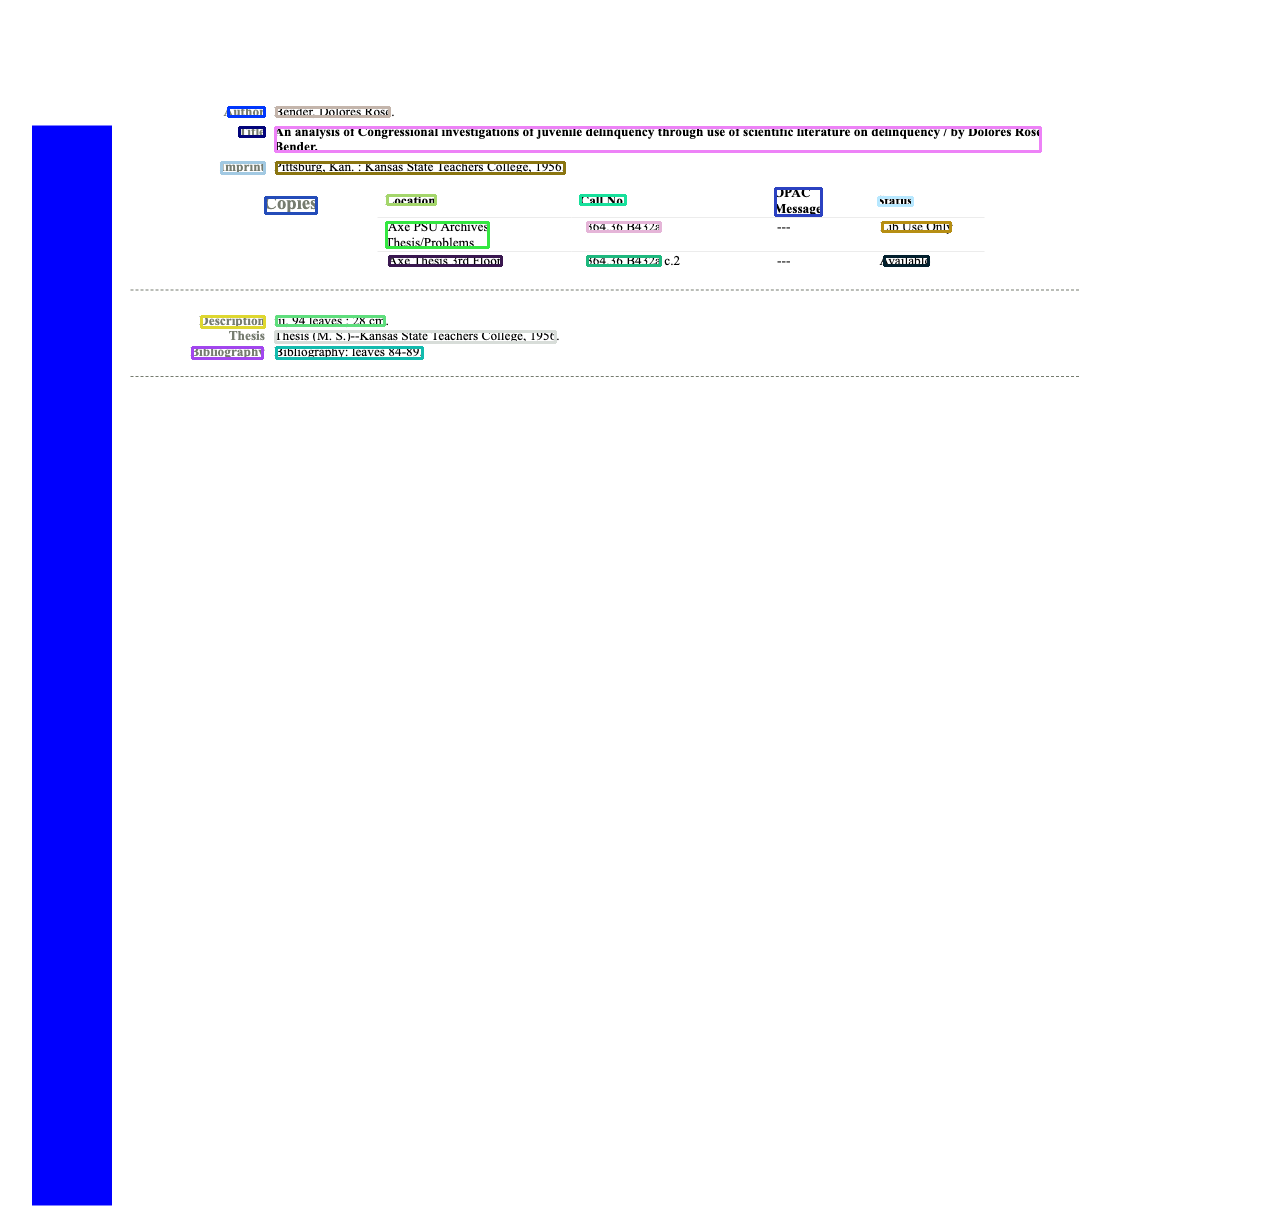 Author Bender, Dolores Rose.
Title An analysis of Congressional investigations of juvenile delinquency through use of scientific literature on delinquency / by Dolores Rose
Bender.
Imprint Pittsburg, Kan. : Kansas State Teachers College, 1956
Copies Location Call No. OPAC Message Status
Axe PSU Archives Thesis/Problems 364.36 B432a --- Lib Use Only
Axe Thesis 3rd Floor 364.36 B432a c.2 --- Available
Description iii, 94 leaves ; 28 cm.
Thesis Thesis (M. S.)--Kansas State Teachers College, 1956.
Bibliography Bibliography: leaves 84-89